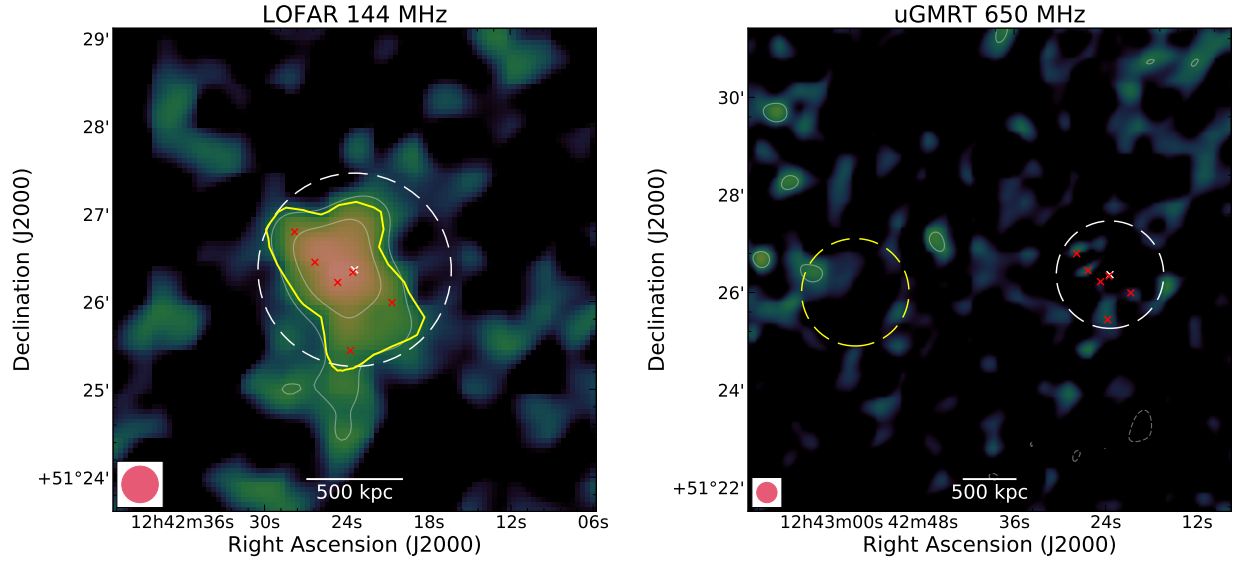 LOFAR 144 MHz
29'
28'
27'
26'
25'
+51°24'
Declination (J2000)
500 kpc
12h42m36s 30s 24s 18s 12s 06s
Right Ascension (J2000)
uGMRT 650 MHz
30'
28'
26'
24'
+51°22'
Declination (J2000)
500 kpc
12h43m00s 42m48s 36s 24s 12s
Right Ascension (J2000)